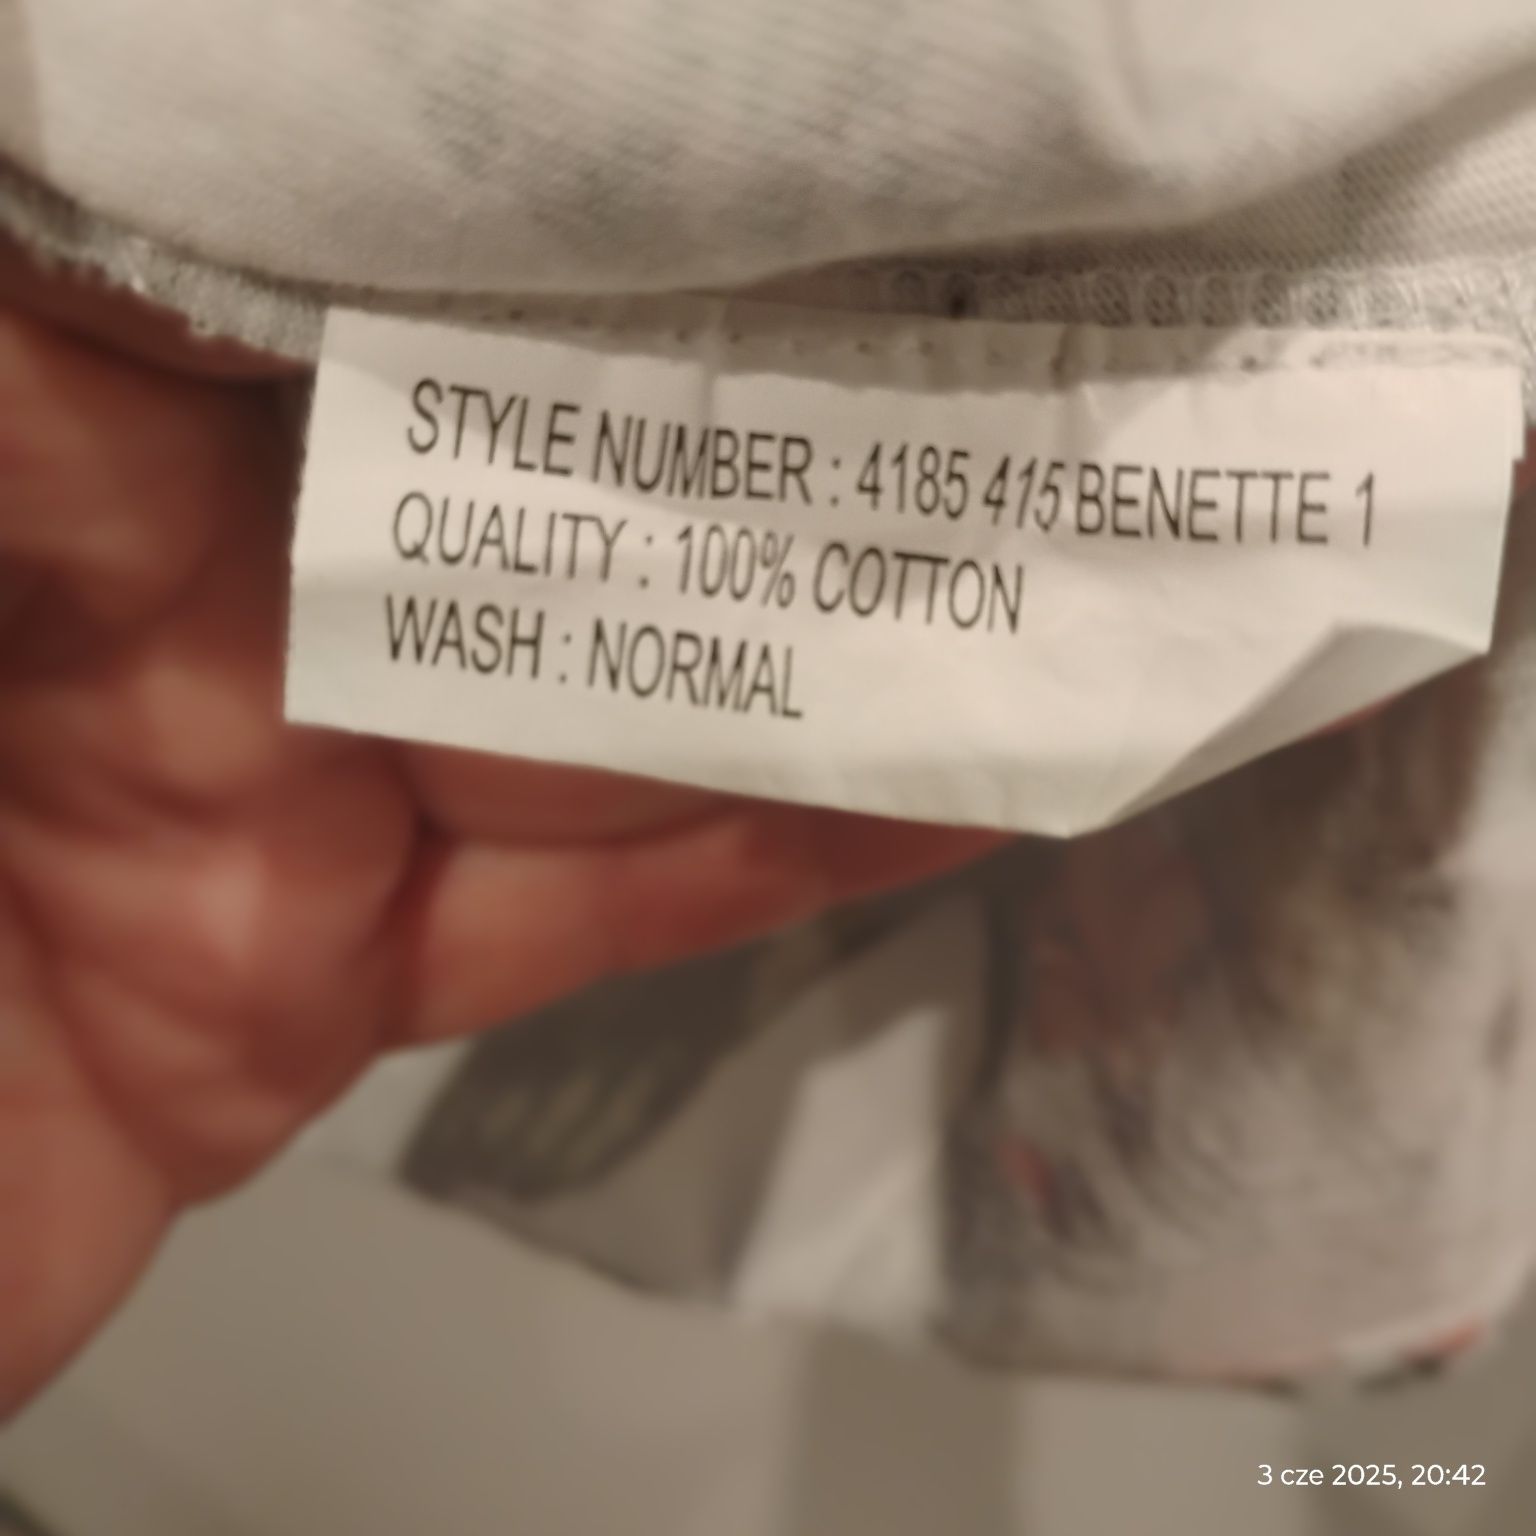 STYLE NUMBER : 4185 415 BENETTE 1
QUALITY : 100% COTTON
WASH : NORMAL
3 cze 2025, 20:42